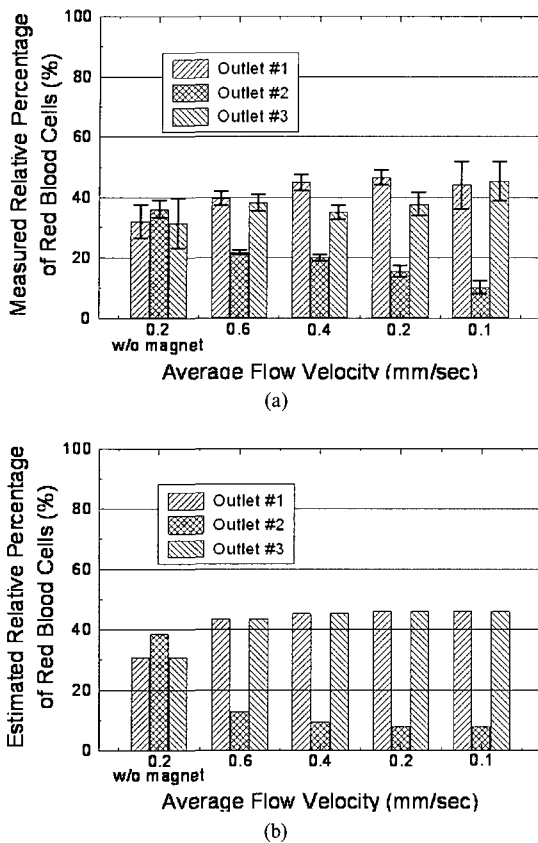 100
80
60
40
20
0
Measured Relative Percentage
of Red Blood Cells (%)
Outlet #1
Outlet #2
Outlet #3
0.2 0.6 0.4 0.2 0.1
w/o magnet
Average Flow Velocity (mm/sec)
(a)
100
80
60
40
20
0
Estimated Relative Percentage
of Red Blood Cells (%)
Outlet #1
Outlet #2
Outlet #3
0.2 0.6 0.4 0.2 0.1
w/o magnet
Average Flow Velocity (mm/sec)
(b)